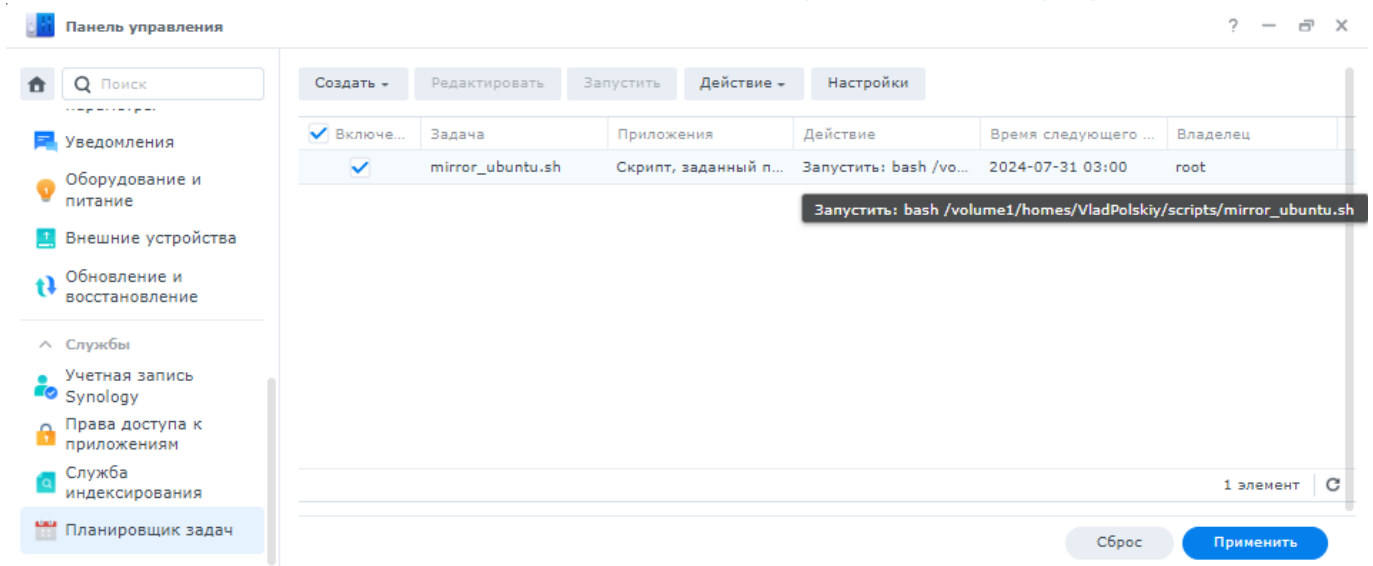 Панель управления
?
Поиск
Создать
Редактировать
Запустить
Действие
Настройки
Уведомления
Оборудование и
питание
Внешние устройства
Обновление и
восстановление
Службы
Учетная запись
Synology
Права доступа к
приложениям
Служба
индексирования
Планировщик задач
Включе... Задача Приложения Действие Время следующего ... Владелец
mirror_ubuntu.sh Скрипт, заданный п... Запустить: bash /vo... 2024-07-31 03:00 root
Запустить: bash /volume1/homes/VladPolskiy/scripts/mirror_ubuntu.sh
1 элемент
Сброс
Применить